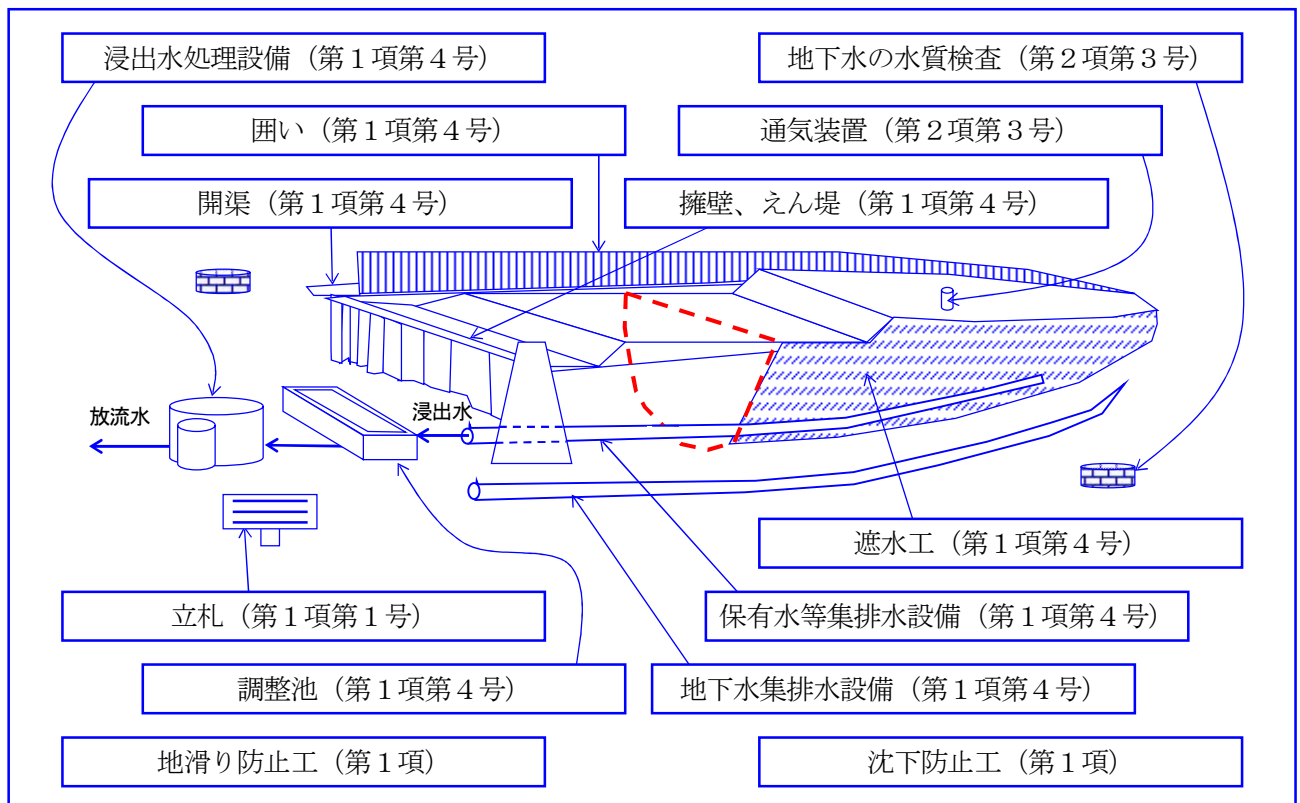 浸出水処理設備（第１項第４号）
地下水の水質検査（第２項第３号）
囲い（第１項第４号）
通気装置（第２項第３号）
開渠（第１項第４号）
擁壁、えん堤（第１項第４号）
放流水
浸出水
遮水工（第１項第４号）
立札（第１項第１号）
保有水等集排水設備（第１項第４号）
調整池（第１項第４号）
地下水集排水設備（第１項第４号）
地滑り防止工（第１項）
沈下防止工（第１項）